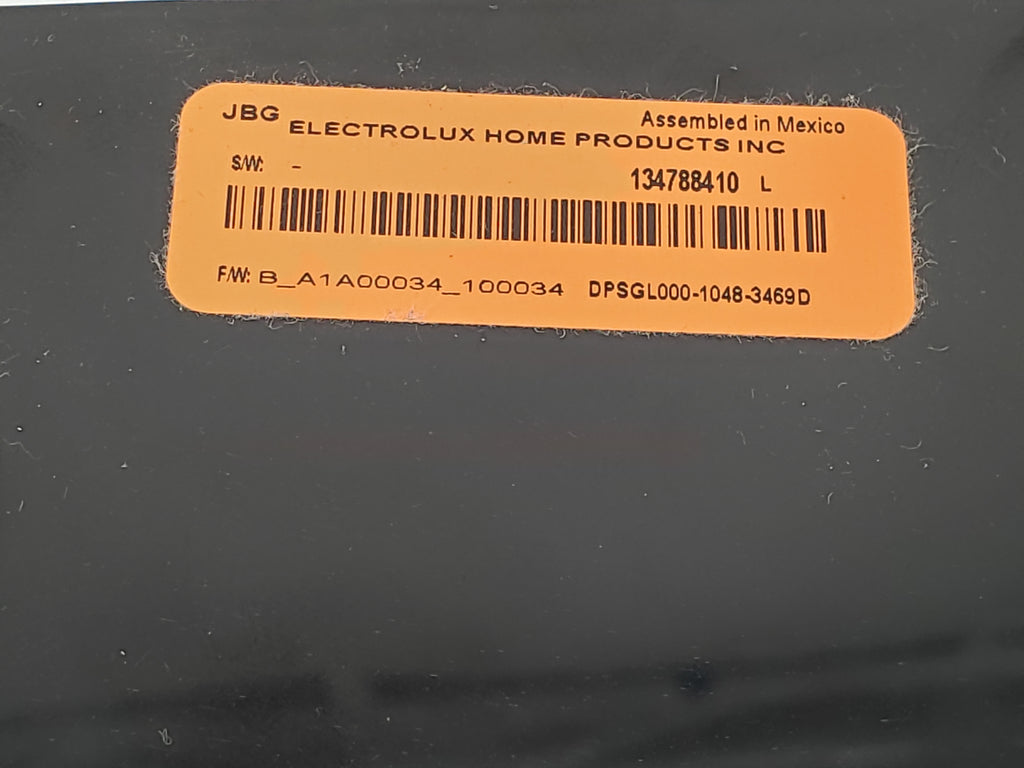 JBG
Assembled in Mexico
ELECTROLUX HOME PRODUCTS INC
S/W: -
134788410 L
F/W: B_A1A00034_100034 DPSGL000-1048-3469D